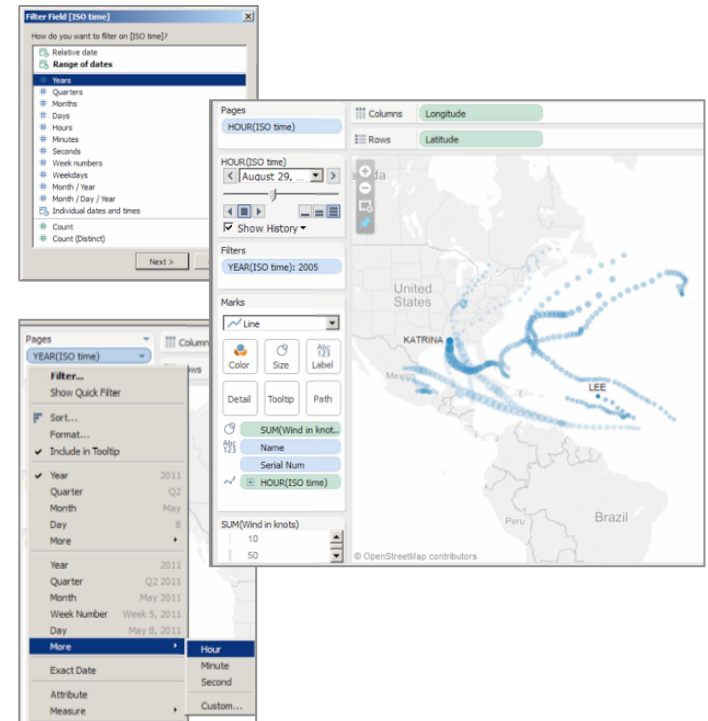 Filter Field [ISO time]
How do you want to filter on [ISO time]?
Relative date
Range of dates
# Years
# Quarters
# Months
# Days
# Hours
# Minutes
# Seconds
# Week numbers
# Weekdays
# Month / Year
# Month / Day / Year
Individual dates and times
# Count
# Count (Distinct)
Next >
Pages
HOUR(ISO time)
HOUR(ISO time)
August 29, ...
Show History
Filters
YEAR(ISO time): 2005
Marks
Line
Color Size Abc 123 Label
Detail Tooltip Path
SUM(Wind in knot..
Abc 123 Name
Serial Num
HOUR(ISO time)
SUM(Wind in knots)
10
50
Columns Longitude
Rows Latitude
United
States
KATRINA
Mexico
LEE
Peru
Brazil
© OpenStreetMap contributors
Pages
YEAR(ISO time)
Filter...
Show Quick Filter
Sort...
Format...
Include in Tooltip
Year 2011
Quarter Q2
Month May
Day 8
More
Year 2011
Quarter Q2 2011
Month May 2011
Week Number Week 5, 2011
Day May 8, 2011
More
Exact Date
Attribute
Measure
Hour
Minute
Second
Custom...